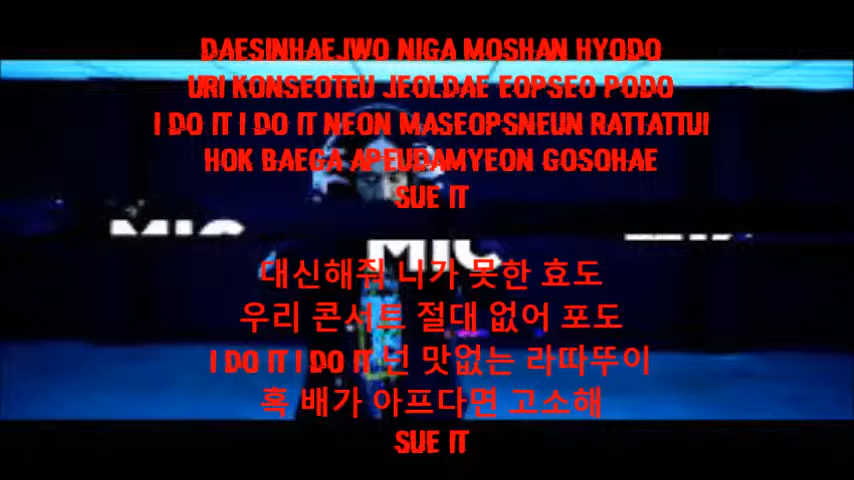 DAESINHAEJWO NIGA MOSHAN HYODO
URI KONSEOTEU JEOLDAE EOPSEO PODO
I DO IT I DO IT NEON MASEOPSNEUN RATTATTUI
HOK BAEGA APEUDAMYEON GOSOHAE
SUE IT
MIC
MIC
대신해줘 니가 못한 효도
우리 콘서트 절대 없어 포도
I DO IT I DO IT 넌 맛없는 라따뚜이
혹 배가 아프다면 고소해
SUE IT